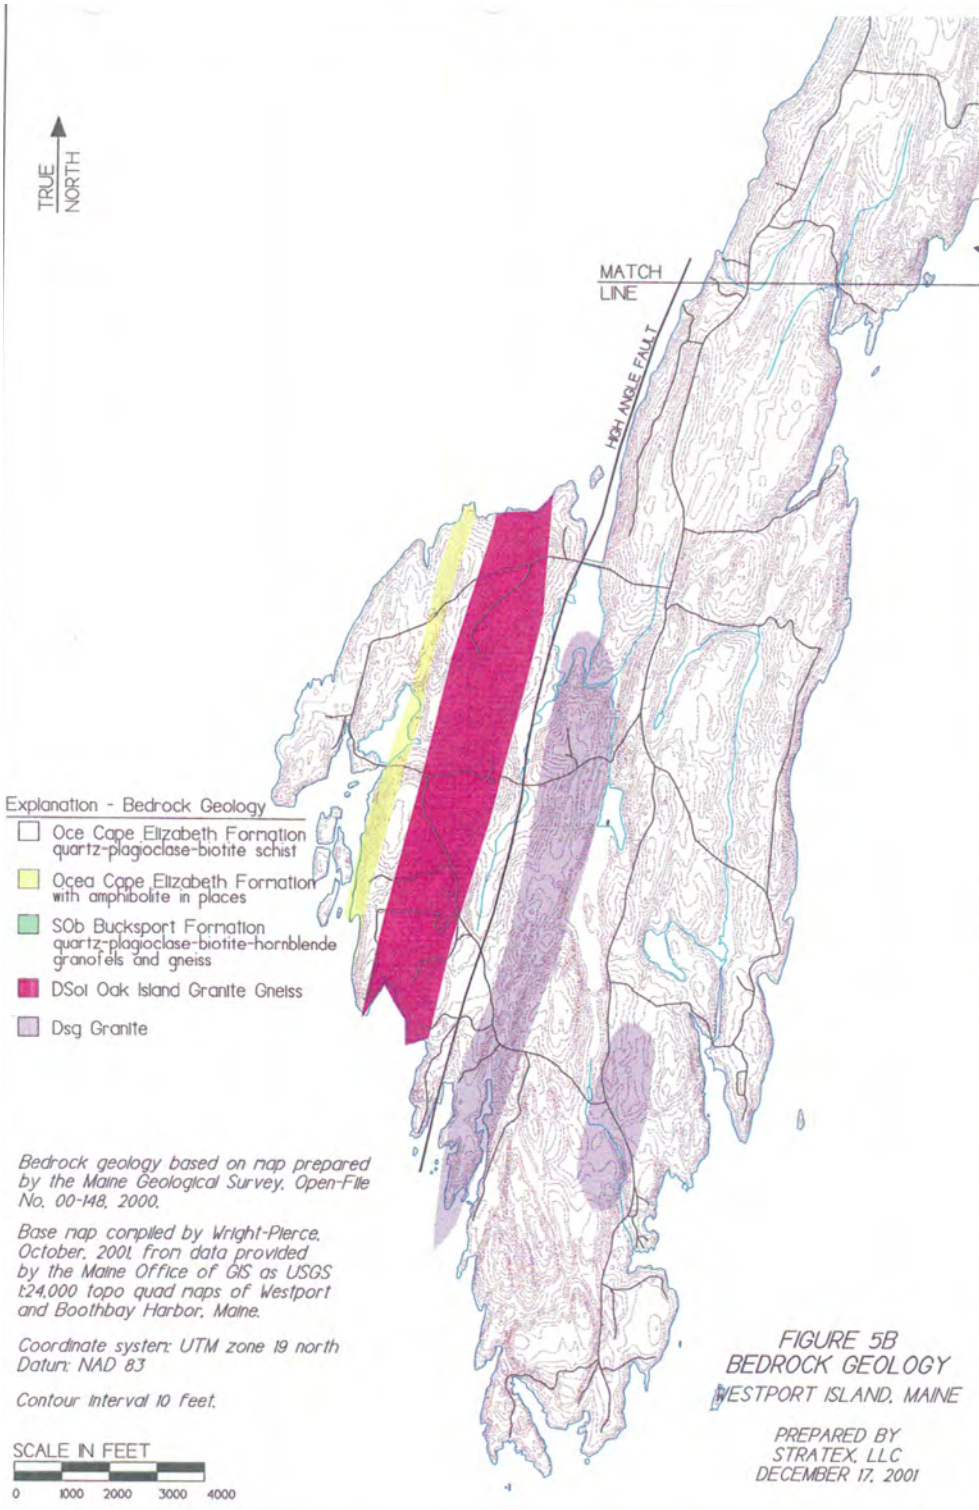 TRUE
NORTH
MATCH
LINE
HIGH ANGLE FAULT
Explanation - Bedrock Geology
Oce Cape Elizabeth Formation
quartz-plagioclase-biotite schist
Ocea Cape Elizabeth Formation
with amphibolite in places
SOb Bucksport Formation
quartz-plagioclase-biotite-hornblende
granofels and gneiss
DSoi Oak Island Granite Gneiss
Dsg Granite
Bedrock geology based on map prepared
by the Maine Geological Survey, Open-File
No. 00-148, 2000.
Base map compiled by Wright-Pierce,
October, 2001, from data provided
by the Maine Office of GIS as USGS
1:24,000 topo quad maps of Westport
and Boothbay Harbor, Maine.
Coordinate system: UTM zone 19 north
Datum: NAD 83
Contour interval 10 feet.
SCALE IN FEET
0 1000 2000 3000 4000
FIGURE 5B
BEDROCK GEOLOGY
WESTPORT ISLAND, MAINE
PREPARED BY
STRATEX, LLC
DECEMBER 17, 2001